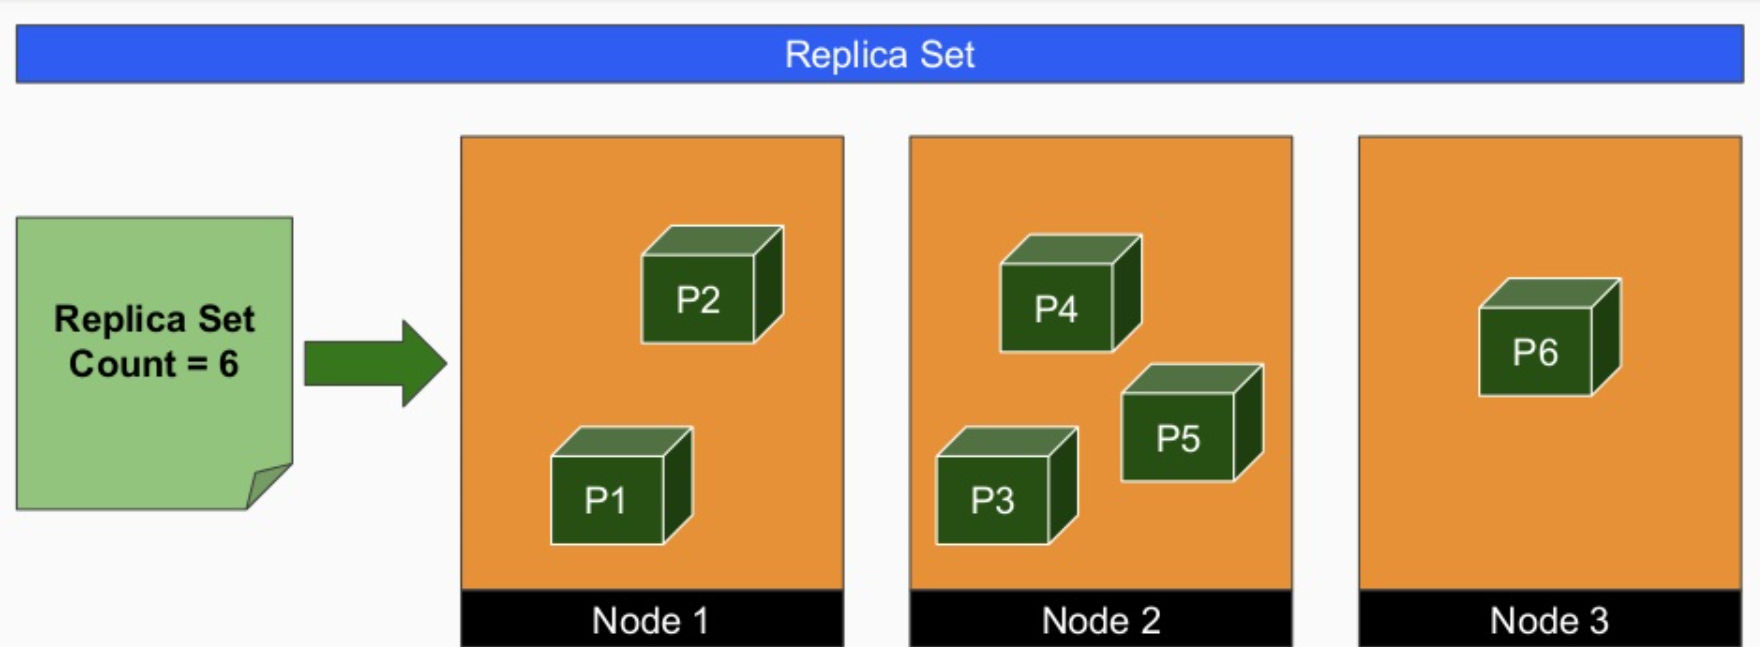 Replica Set
Replica Set
Count = 6
P2
P1
Node 1
P4
P5
P3
Node 2
P6
Node 3